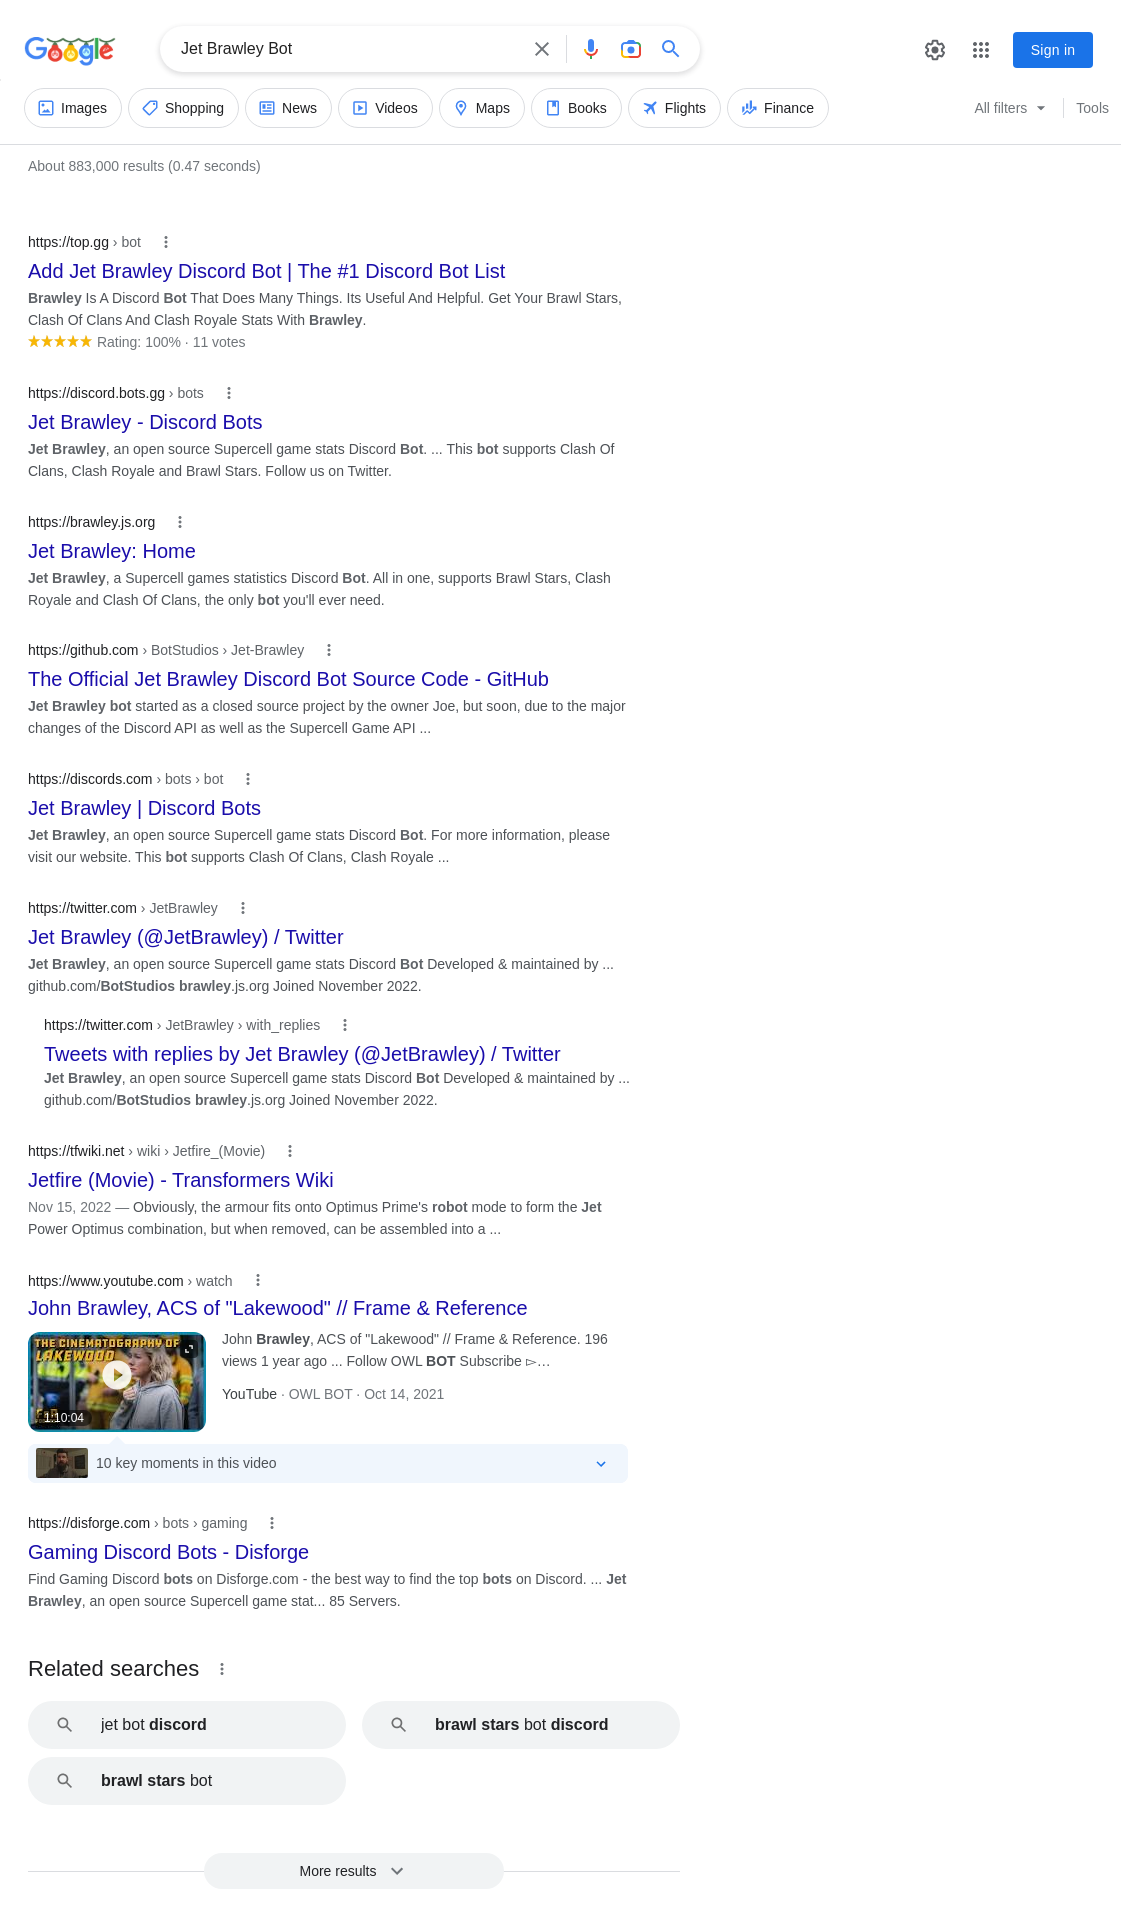 Google
Jet Brawley Bot
Sign in
Images Shopping News Videos Maps Books Flights Finance All filters Tools
About 883,000 results (0.47 seconds)
https://top.gg › bot
Add Jet Brawley Discord Bot | The #1 Discord Bot List
Brawley Is A Discord Bot That Does Many Things. Its Useful And Helpful. Get Your Brawl Stars,
Clash Of Clans And Clash Royale Stats With Brawley.
Rating: 100% · 11 votes
https://discord.bots.gg › bots
Jet Brawley - Discord Bots
Jet Brawley, an open source Supercell game stats Discord Bot. ... This bot supports Clash Of
Clans, Clash Royale and Brawl Stars. Follow us on Twitter.
https://brawley.js.org
Jet Brawley: Home
Jet Brawley, a Supercell games statistics Discord Bot. All in one, supports Brawl Stars, Clash
Royale and Clash Of Clans, the only bot you'll ever need.
https://github.com › BotStudios › Jet-Brawley
The Official Jet Brawley Discord Bot Source Code - GitHub
Jet Brawley bot started as a closed source project by the owner Joe, but soon, due to the major
changes of the Discord API as well as the Supercell Game API ...
https://discords.com › bots › bot
Jet Brawley | Discord Bots
Jet Brawley, an open source Supercell game stats Discord Bot. For more information, please
visit our website. This bot supports Clash Of Clans, Clash Royale ...
https://twitter.com › JetBrawley
Jet Brawley (@JetBrawley) / Twitter
Jet Brawley, an open source Supercell game stats Discord Bot Developed & maintained by ...
github.com/BotStudios brawley.js.org Joined November 2022.
https://twitter.com › JetBrawley › with_replies
Tweets with replies by Jet Brawley (@JetBrawley) / Twitter
Jet Brawley, an open source Supercell game stats Discord Bot Developed & maintained by ...
github.com/BotStudios brawley.js.org Joined November 2022.
https://tfwiki.net › wiki › Jetfire_(Movie)
Jetfire (Movie) - Transformers Wiki
Nov 15, 2022 — Obviously, the armour fits onto Optimus Prime's robot mode to form the Jet
Power Optimus combination, but when removed, can be assembled into a ...
https://www.youtube.com › watch
John Brawley, ACS of "Lakewood" // Frame & Reference
THE CINEMATOGRAPHY OF
LAKEWOOD
1:10:04
John Brawley, ACS of "Lakewood" // Frame & Reference. 196
views 1 year ago ... Follow OWL BOT Subscribe ▻…
YouTube · OWL BOT · Oct 14, 2021
10 key moments in this video
https://disforge.com › bots › gaming
Gaming Discord Bots - Disforge
Find Gaming Discord bots on Disforge.com - the best way to find the top bots on Discord. ... Jet
Brawley, an open source Supercell game stat... 85 Servers.
Related searches
jet bot discord
brawl stars bot discord
brawl stars bot
More results